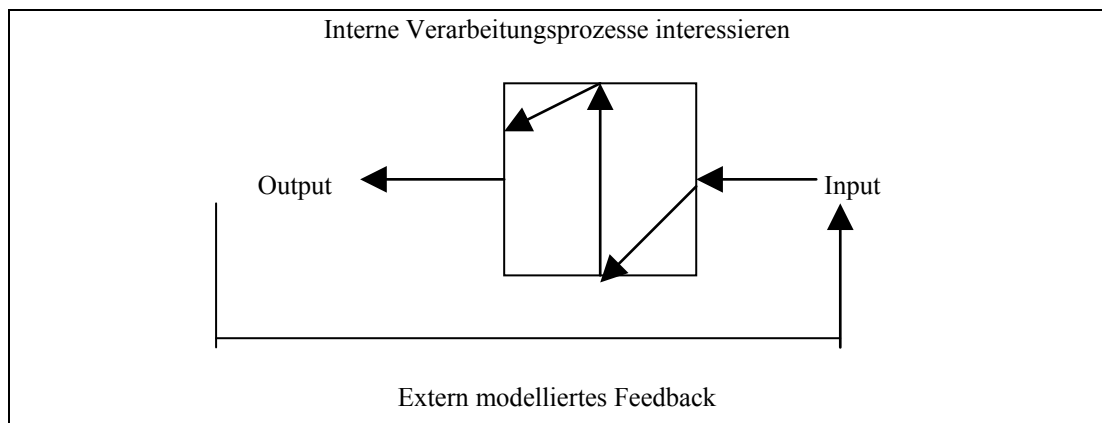 Interne Verarbeitungsprozesse interessieren
Output
Input
Extern modelliertes Feedback